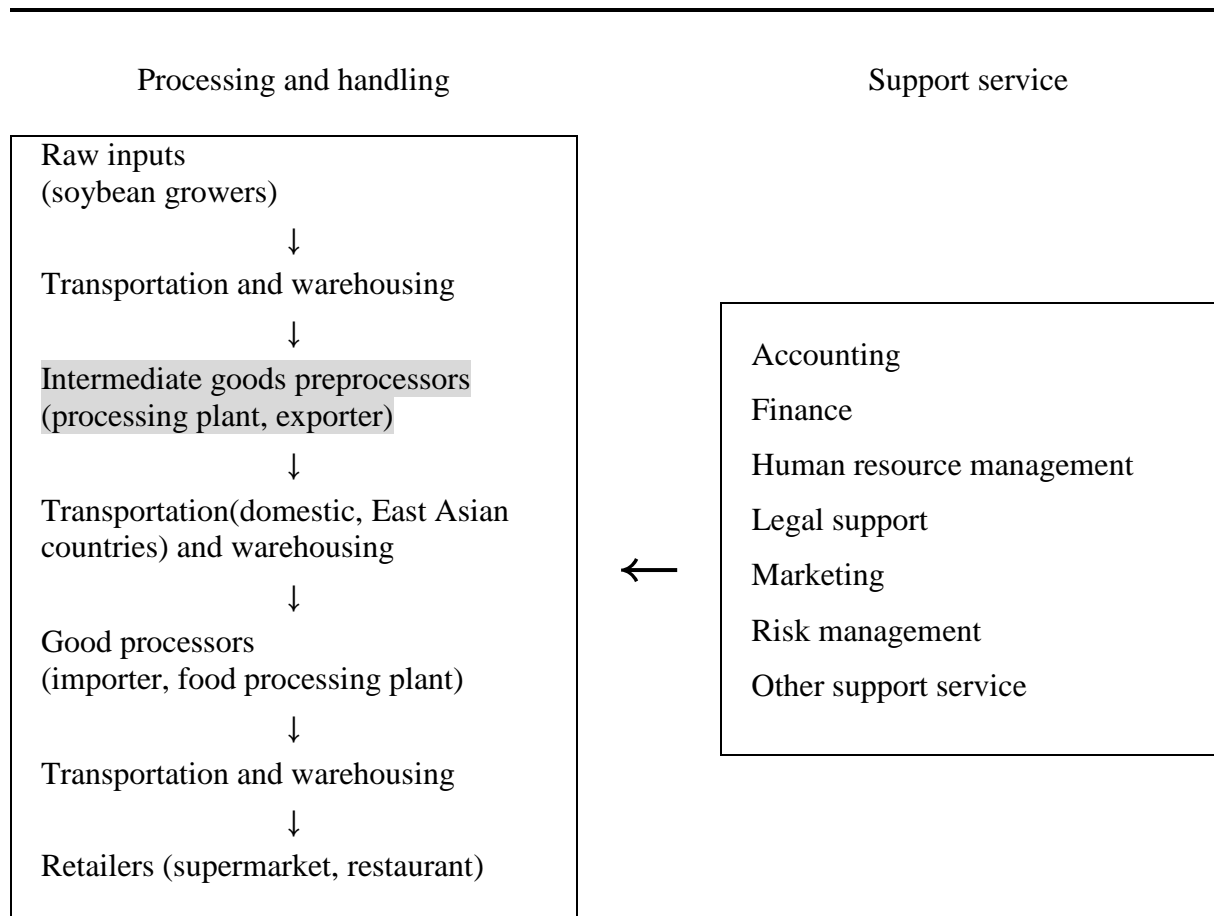 Processing and handling
Support service
Raw inputs
(soybean growers)
↓
Transportation and warehousing
↓
Intermediate goods preprocessors
(processing plant, exporter)
↓
Transportation(domestic, East Asian
countries) and warehousing
↓
Good processors
(importer, food processing plant)
↓
Transportation and warehousing
↓
Retailers (supermarket, restaurant)
←
Accounting
Finance
Human resource management
Legal support
Marketing
Risk management
Other support service